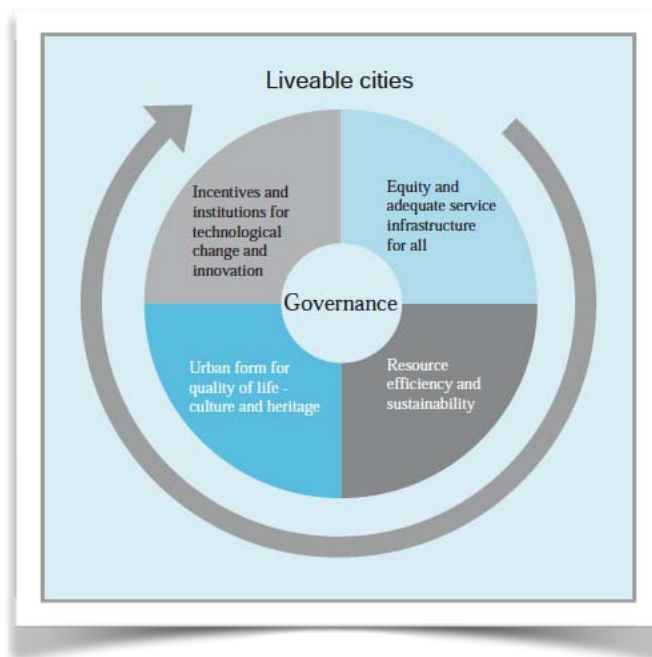 Liveable cities
Incentives and
institutions for
technological
change and
innovation
Equity and
adequate service
infrastructure
for all
Governance
Urban form for
quality of life -
culture and heritage
Resource
efficiency and
sustainability